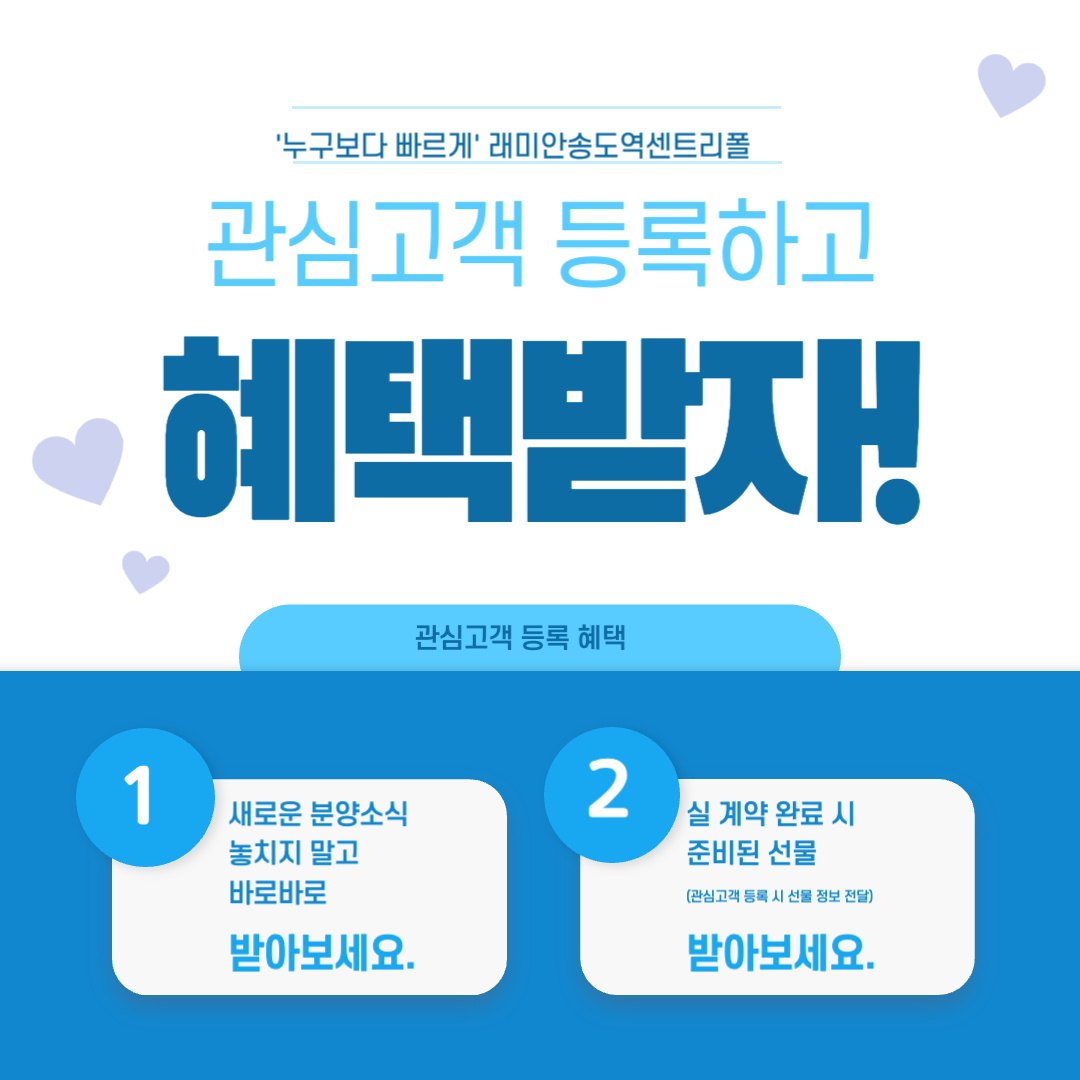 '누구보다 빠르게' 래미안송도역센트리폴
관심고객 등록하고
혜택받자!
관심고객 등록 혜택
1
새로운 분양소식
놓치지 말고
바로바로
받아보세요.
2
실 계약 완료 시
준비된 선물
(관심고객 등록 시 선물 정보 전달)
받아보세요.